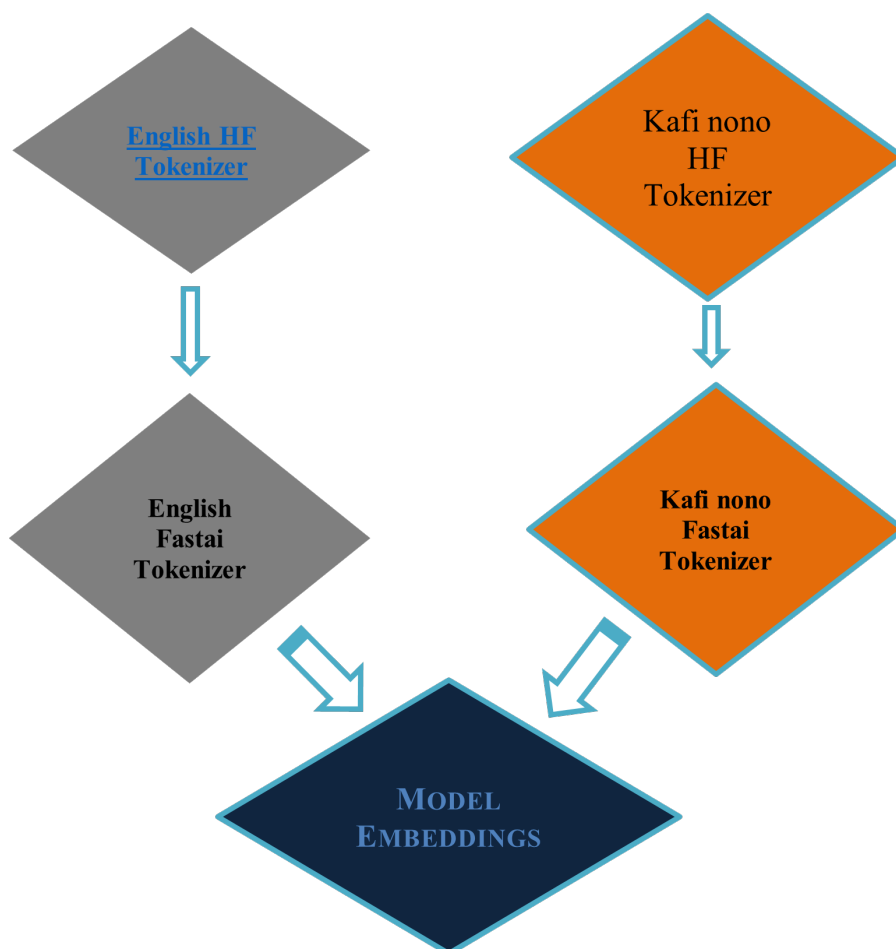 English HF
Tokenizer
Kafi nono
HF
Tokenizer
English
Fastai
Tokenizer
Kafi nono
Fastai
Tokenizer
MODEL
EMBEDDINGS